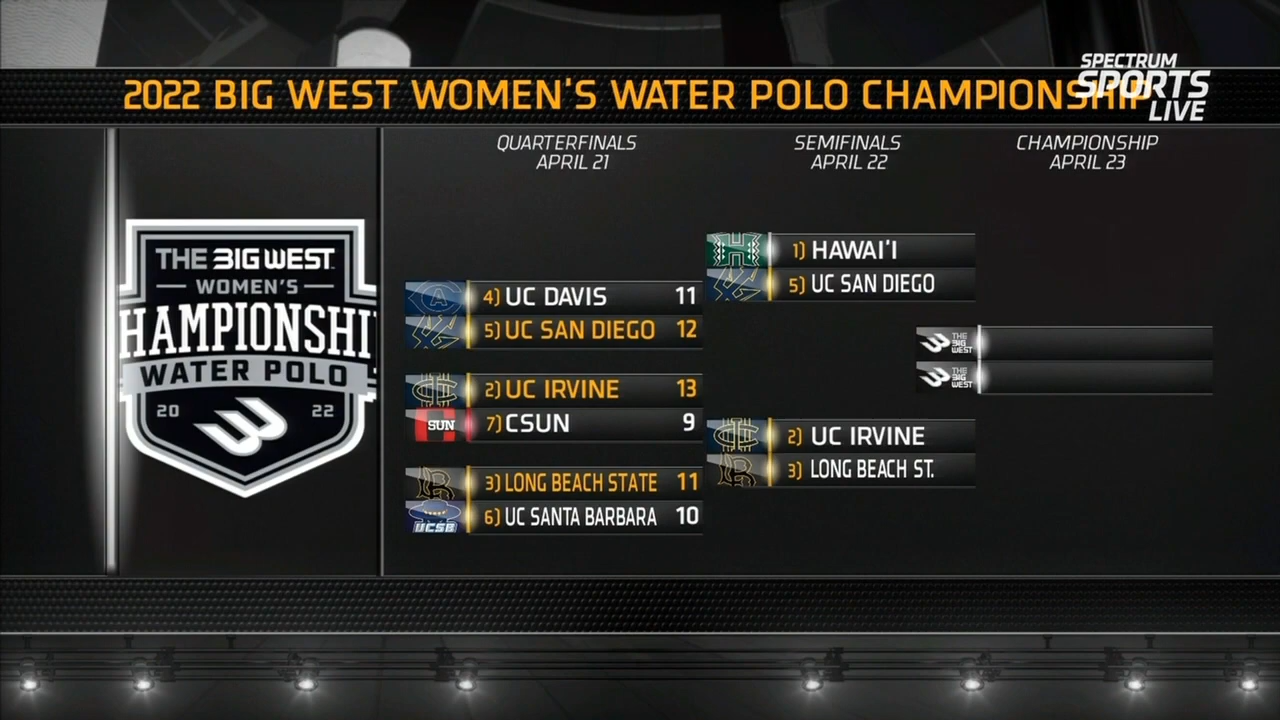 2022 BIG WEST WOMEN'S WATER POLO CHAMPIONSHIP
SPECTRUM
SPORTS
LIVE
QUARTERFINALS
APRIL 21
SEMIFINALS
APRIL 22
CHAMPIONSHIP
APRIL 23
THE BIG WEST
WOMEN'S
HAMPIONSHI
WATER POLO
20 22
4) UC DAVIS 11
5) UC SAN DIEGO 12
2) UC IRVINE 13
SUN 7) CSUN 9
3) LONG BEACH STATE 11
UCSB 6) UC SANTA BARBARA 10
H 1) HAWAI'I
5) UC SAN DIEGO
2) UC IRVINE
3) LONG BEACH ST.
THE
BIG
WEST
THE
BIG
WEST